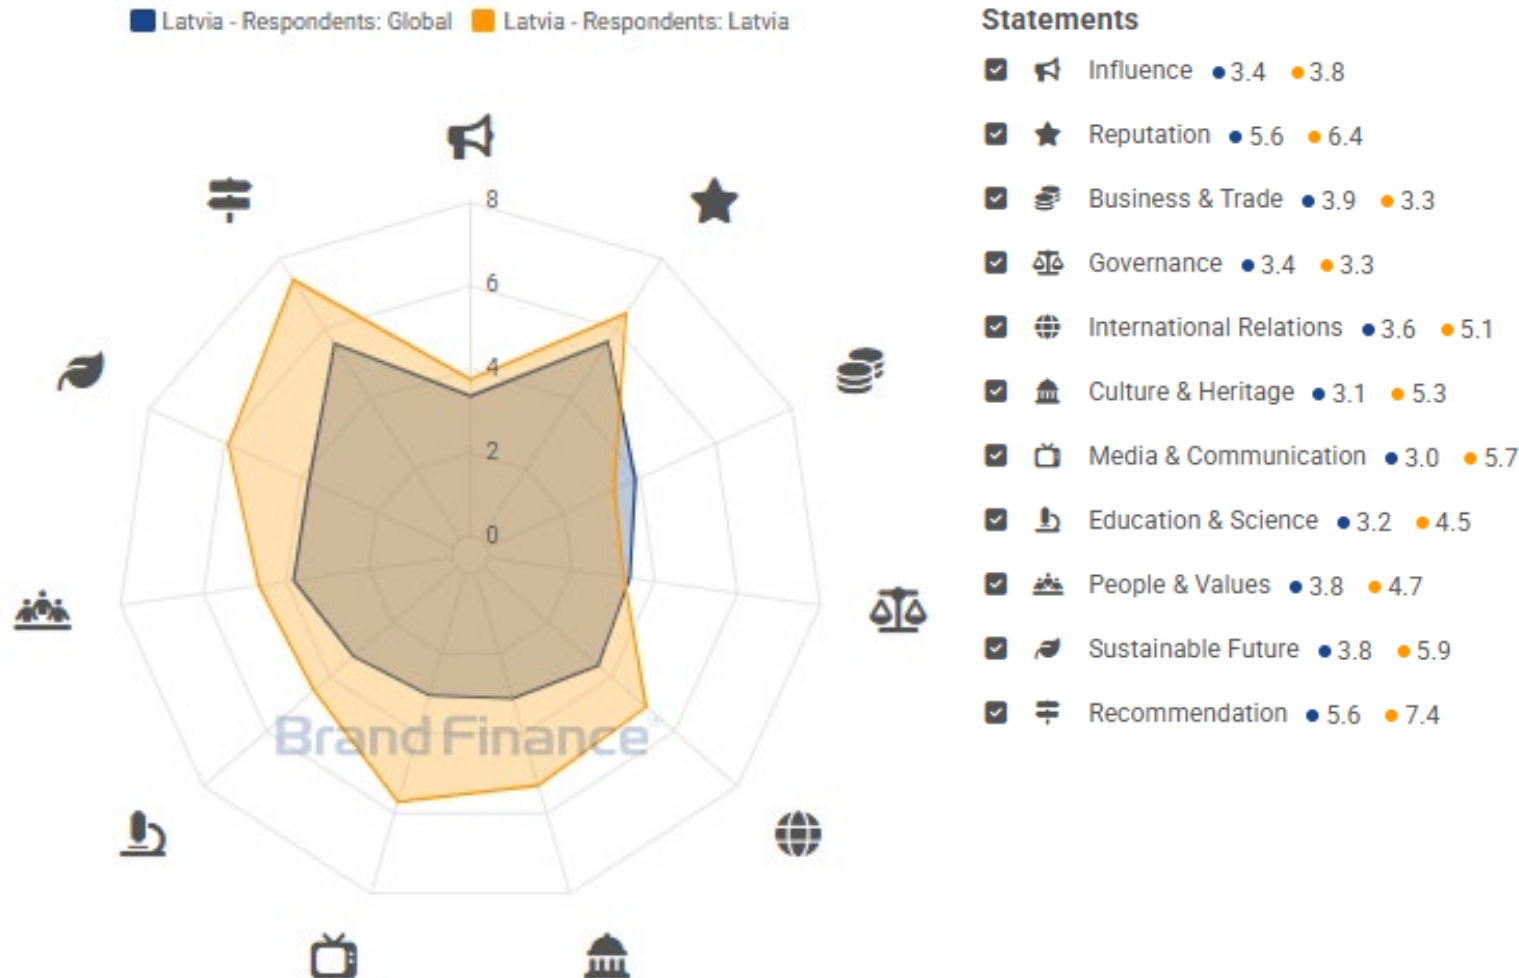 Latvia - Respondents: Global Latvia - Respondents: Latvia
8
6
4
2
0
Brand Finance®
Statements
Influence 3.4 3.8
Reputation 5.6 6.4
Business & Trade 3.9 3.3
Governance 3.4 3.3
International Relations 3.6 5.1
Culture & Heritage 3.1 5.3
Media & Communication 3.0 5.7
Education & Science 3.2 4.5
People & Values 3.8 4.7
Sustainable Future 3.8 5.9
Recommendation 5.6 7.4